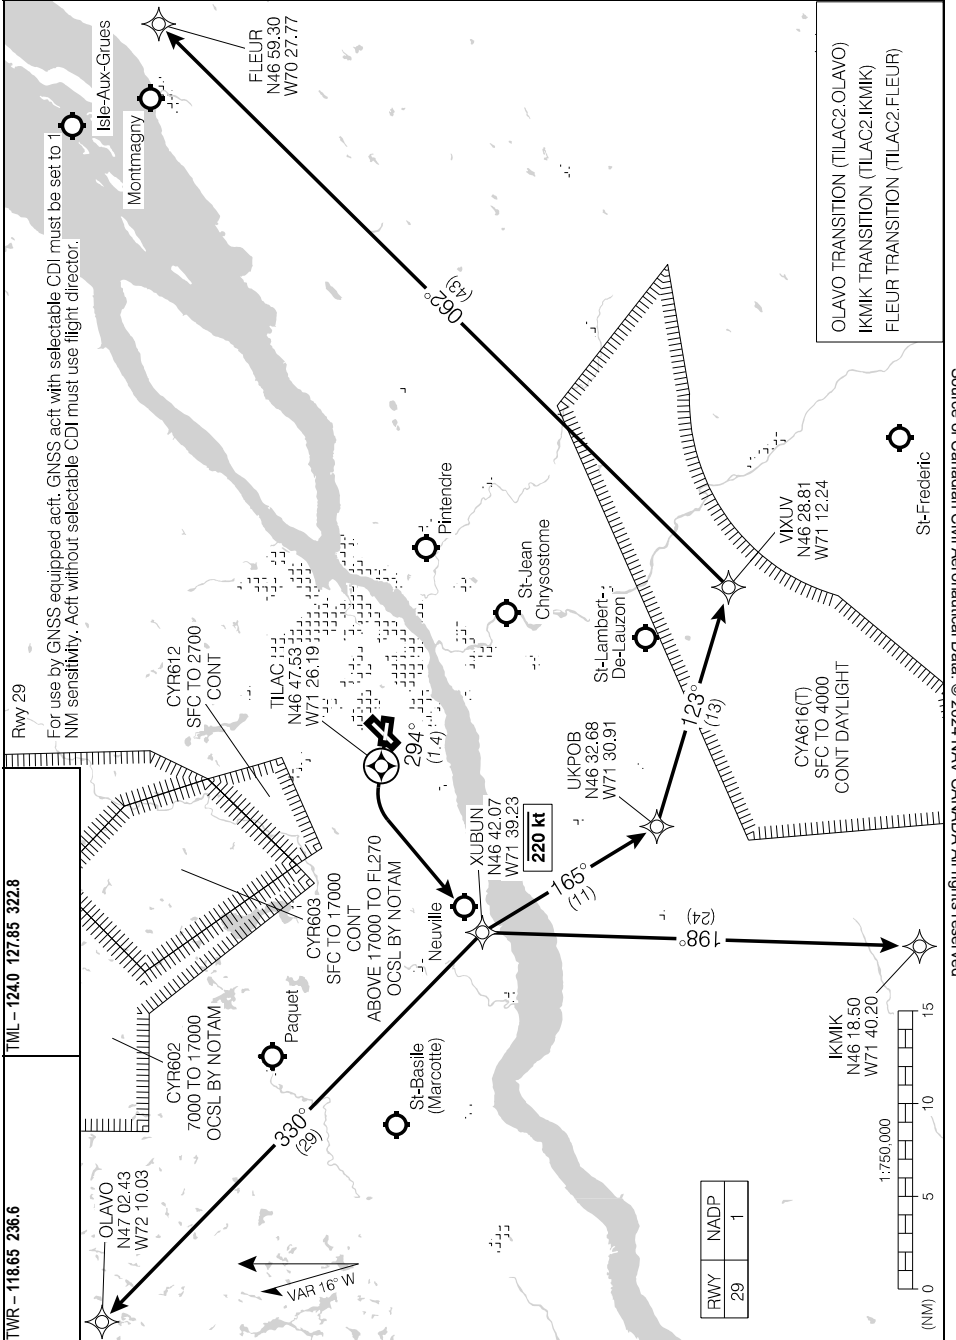 TWR – 118.65 236.6
TML – 124.0 127.85 322.8
Rwy 29
For use by GNSS equipped acft. GNSS acft with selectable CDI must be set to 1
NM sensitivity. Acft without selectable CDI must use flight director.
OLAVO
N47 02.43
W72 10.03
CYR602
7000 TO 17000
OCSL BY NOTAM
CYR603
SFC TO 17000
CONT
ABOVE 17000 TO FL270
OCSL BY NOTAM
CYR612
SFC TO 2700
CONT
TILAC
N46 47.53
W71 26.19
Isle-Aux-Grues
Montmagny
FLEUR
N46 59.30
W70 27.77
VAR 16° W
330°
(29)
Paquet
St-Basile
(Marcotte)
Neuville
294°
(1.4)
XUBUN
N46 42.07
W71 39.23
220 kt
Pintendre
St-Jean
Chrysostome
St-Lambert-
De-Lauzon
062°
(43)
165°
(11)
UKPOB
N46 32.68
W71 30.91
123°
(13)
198°
(24)
VIXUV
N46 28.81
W71 12.24
CYA616(T)
SFC TO 4000
CONT DAYLIGHT
St-Frederic
IKMIK
N46 18.50
W71 40.20
RWY NADP
29 1
1:750,000
(NM) 0 5 10 15
OLAVO TRANSITION (TILAC2.OLAVO)
IKMIK TRANSITION (TILAC2.IKMIK)
FLEUR TRANSITION (TILAC2.FLEUR)